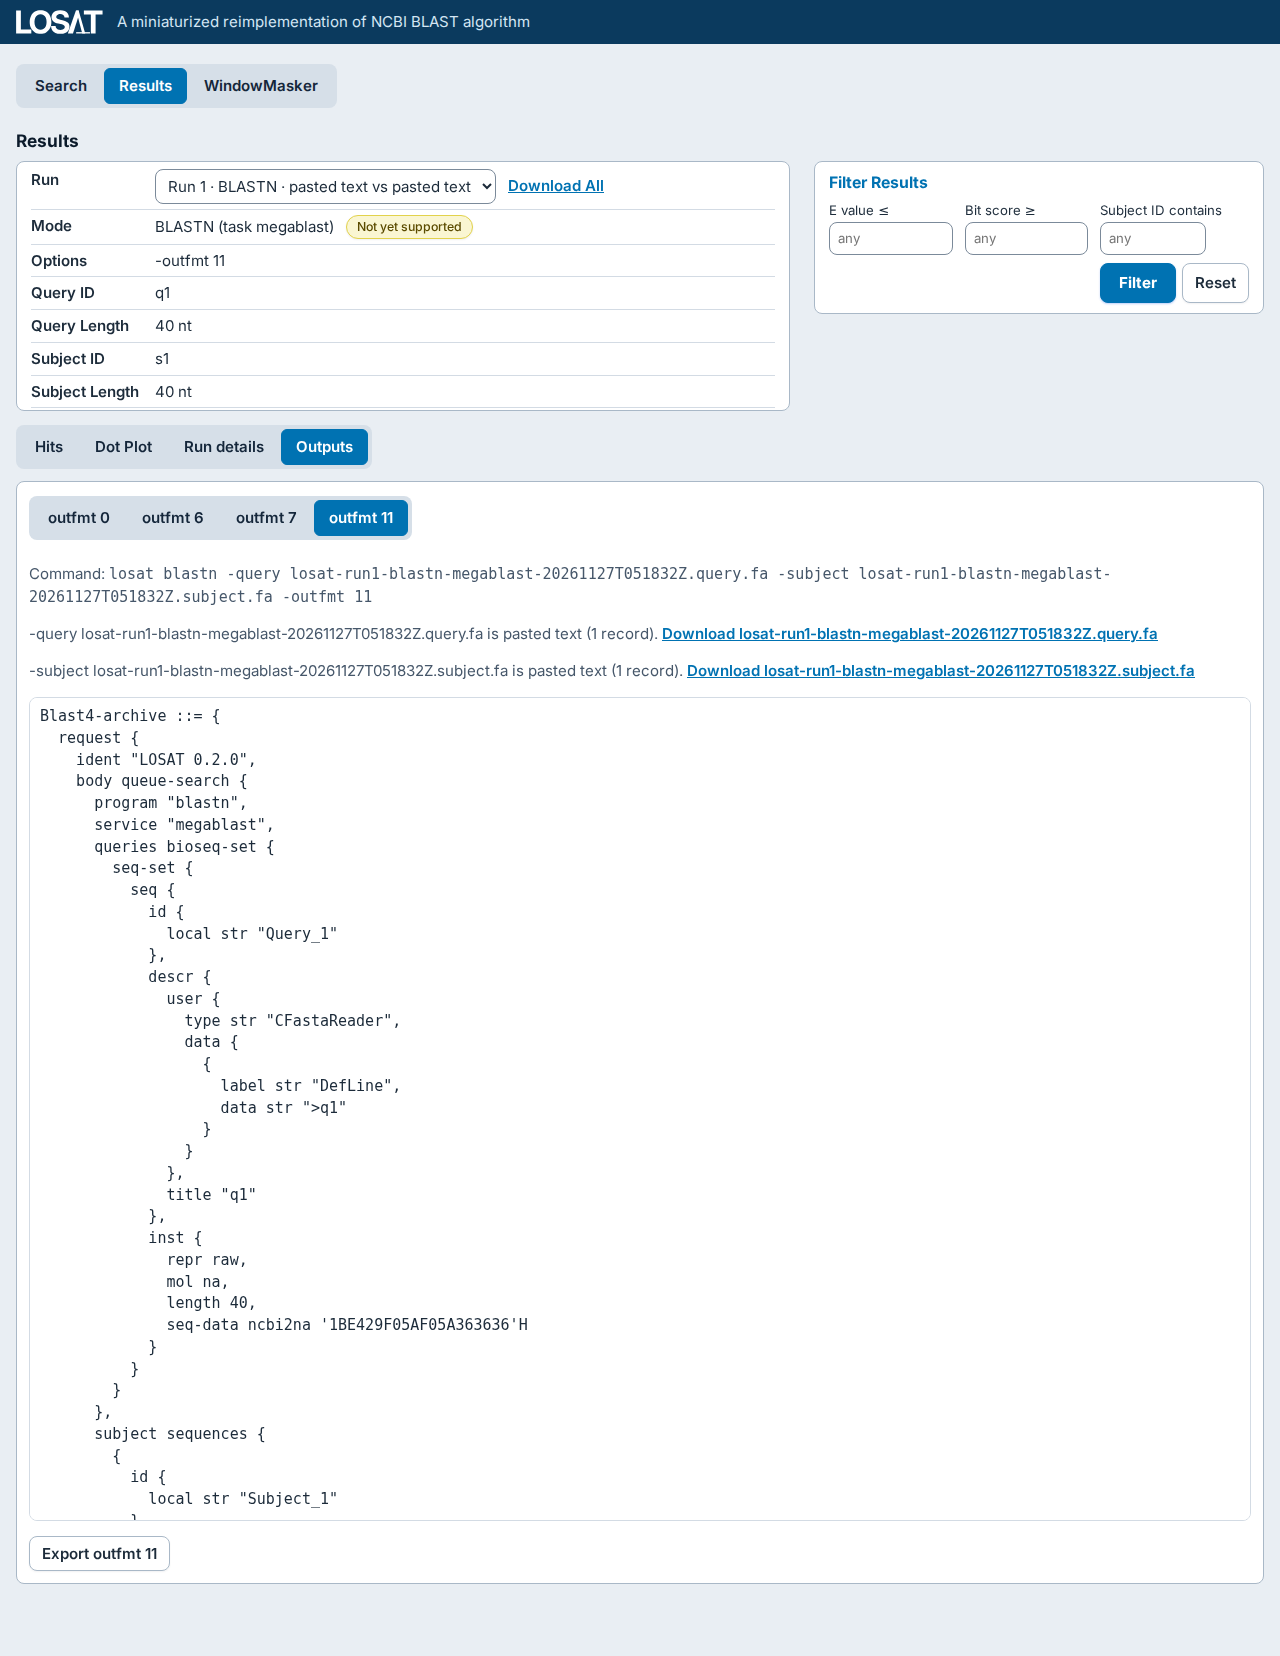 LOSAT A miniaturized reimplementation of NCBI BLAST algorithm
Search Results WindowMasker
Results
Run Run 1 · BLASTN · pasted text vs pasted text Download All
Mode BLASTN (task megablast) Not yet supported
Options -outfmt 11
Query ID q1
Query Length 40 nt
Subject ID s1
Subject Length 40 nt
Filter Results
E value ≤ Bit score ≥ Subject ID contains
any any any
Filter Reset
Hits Dot Plot Run details Outputs
outfmt 0 outfmt 6 outfmt 7 outfmt 11
Command: losat blastn -query losat-run1-blastn-megablast-20261127T051832Z.query.fa -subject losat-run1-blastn-megablast-
20261127T051832Z.subject.fa -outfmt 11
-query losat-run1-blastn-megablast-20261127T051832Z.query.fa is pasted text (1 record). Download losat-run1-blastn-megablast-20261127T051832Z.query.fa
-subject losat-run1-blastn-megablast-20261127T051832Z.subject.fa is pasted text (1 record). Download losat-run1-blastn-megablast-20261127T051832Z.subject.fa
Blast4-archive ::= {
  request {
    ident "LOSAT 0.2.0",
    body queue-search {
      program "blastn",
      service "megablast",
      queries bioseq-set {
        seq-set {
          seq {
            id {
              local str "Query_1"
            },
            descr {
              user {
                type str "CFastaReader",
                data {
                  {
                    label str "DefLine",
                    data str ">q1"
                  }
                }
              },
              title "q1"
            },
            inst {
              repr raw,
              mol na,
              length 40,
              seq-data ncbi2na '1BE429F05AF05A363636'H
            }
          }
        }
      },
      subject sequences {
        {
          id {
            local str "Subject_1"
          }
Export outfmt 11